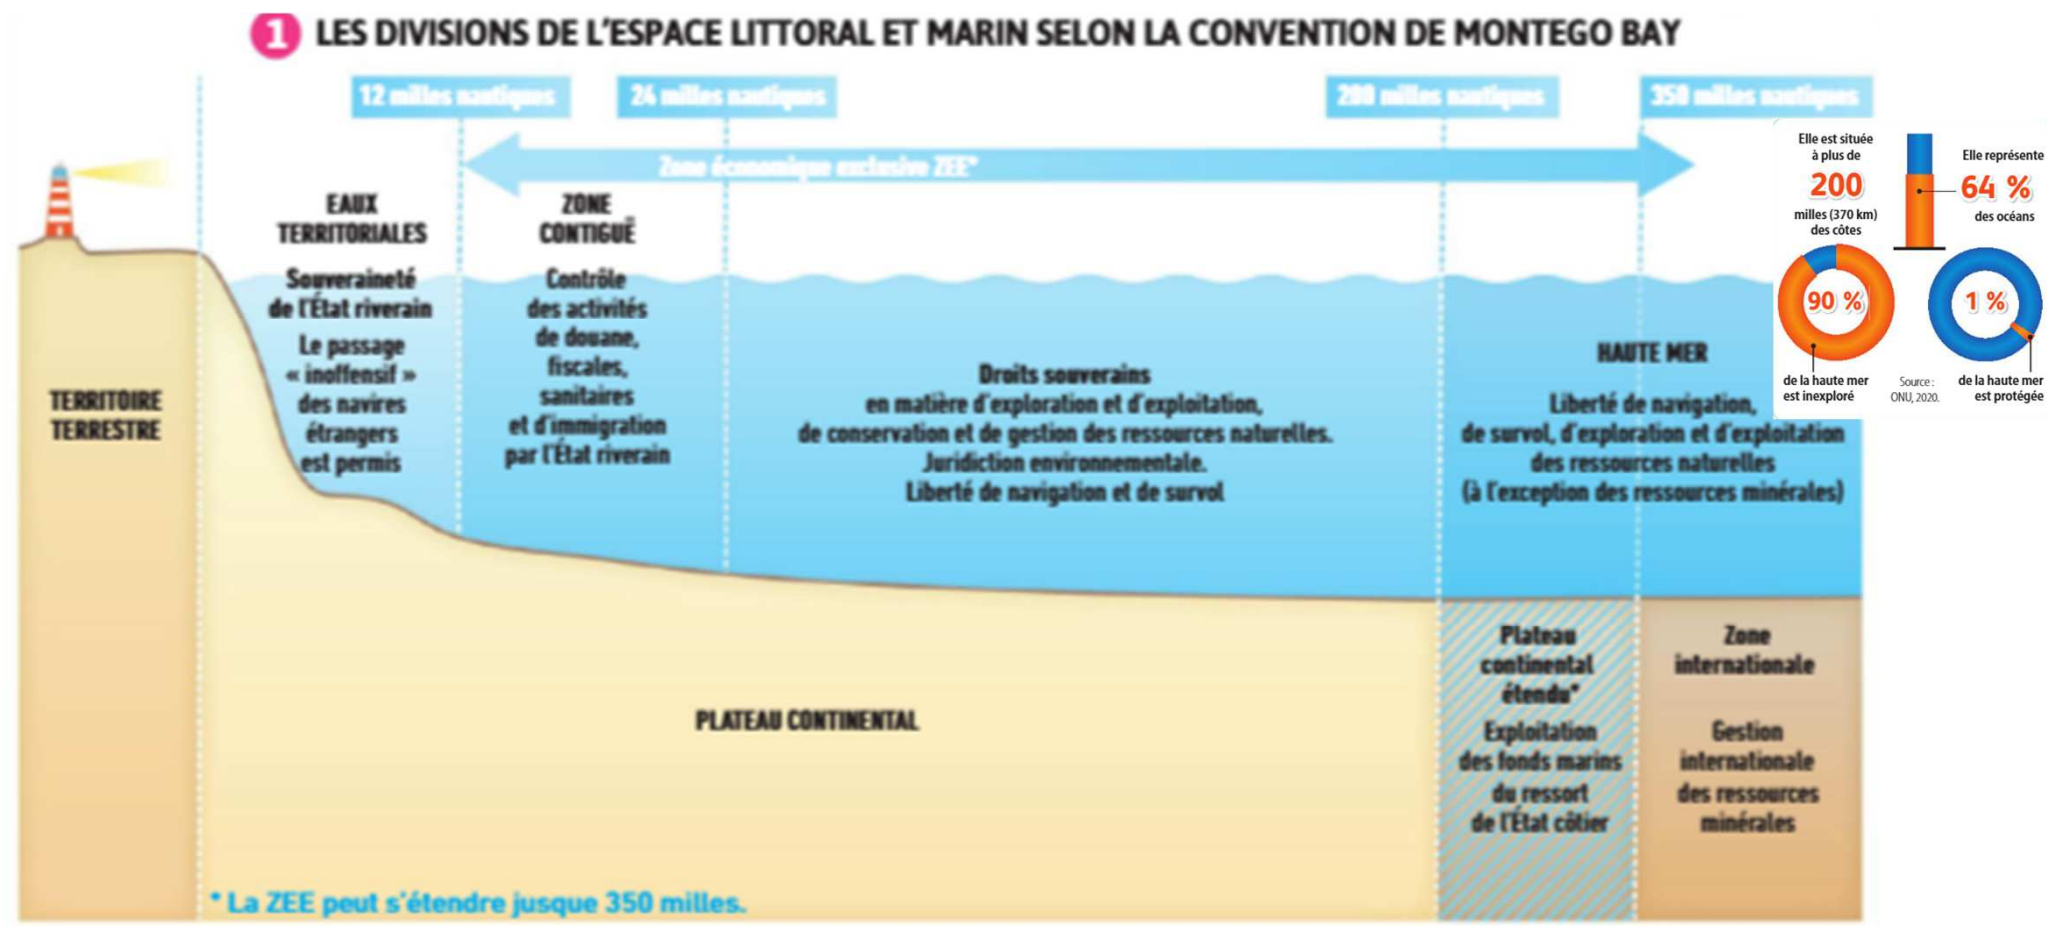 1 LES DIVISIONS DE L'ESPACE LITTORAL ET MARIN SELON LA CONVENTION DE MONTEGO BAY
12 milles nautiques
24 milles nautiques
200 milles nautiques
350 milles nautiques
Zone économique exclusive ZEE*
TERRITOIRE
TERRESTRE
EAUX
TERRITORIALES
Souveraineté
de l'État riverain
Le passage
« inoffensif »
des navires
étrangers
est permis
ZONE
CONTIGUË
Contrôle
des activités
de douane,
fiscales,
sanitaires
et d'immigration
par l'État riverain
Droits souverains
en matière d'exploration et d'exploitation,
de conservation et de gestion des ressources naturelles.
Juridiction environnementale.
Liberté de navigation et de survol
HAUTE MER
Liberté de navigation,
de survol, d'exploration et d'exploitation
des ressources naturelles
(à l'exception des ressources minérales)
Elle est située
à plus de
200
milles (370 km)
des côtes
Elle représente
64 %
des océans
90 %
de la haute mer
est inexploré
1 %
de la haute mer
est protégée
Source :
ONU, 2020.
PLATEAU CONTINENTAL
Plateau
continental
étendu*
Exploitation
des fonds marins
du ressort
de l'État côtier
Zone
internationale
Gestion
internationale
des ressources
minérales
* La ZEE peut s'étendre jusque 350 milles.